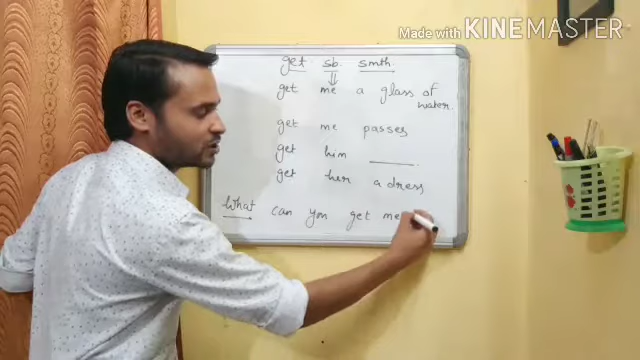 Made with KINEMASTER
get sb. smth.
get me a glass of
water.
get me passes
get him
get her a dress
What can you get me